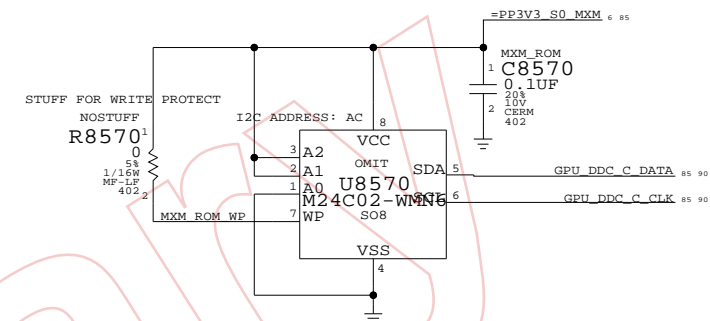 =PP3V3_S0_MXM 6 85
MXM_ROM
1 C8570
0.1UF
20%
10V
2 CERM
402
STUFF FOR WRITE PROTECT
NOSTUFF
R8570 1
0
5%
1/16W
MF-LF
402
2
I2C ADDRESS: AC
8
VCC
OMIT
3 A2
2 A1
1 A0
7 WP
U8570
M24C02-WMN6
SO8
SDA 5
SCL 6
VSS
4
MXM_ROM_WP
GPU_DDC_C_DATA 85 90
GPU_DDC_C_CLK 85 90